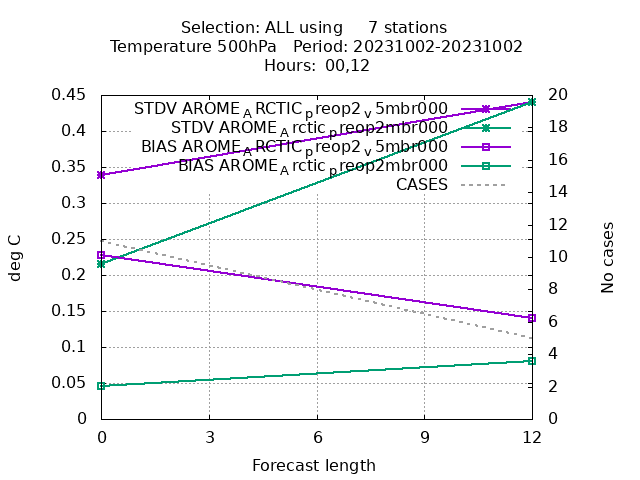 Selection: ALL using 7 stations
Temperature 500hPa Period: 20231002-20231002
Hours: 00,12
STDV AROME_ARCTIC_preop2_v5mbr000
STDV AROME_Arctic_preop2mbr000
BIAS AROME_ARCTIC_preop2_v5mbr000
BIAS AROME_Arctic_preop2mbr000
CASES
deg C
0.45
0.4
0.35
0.3
0.25
0.2
0.15
0.1
0.05
0
20
18
16
14
12
10
8
6
4
2
0
No cases
0 3 6 9 12
Forecast length